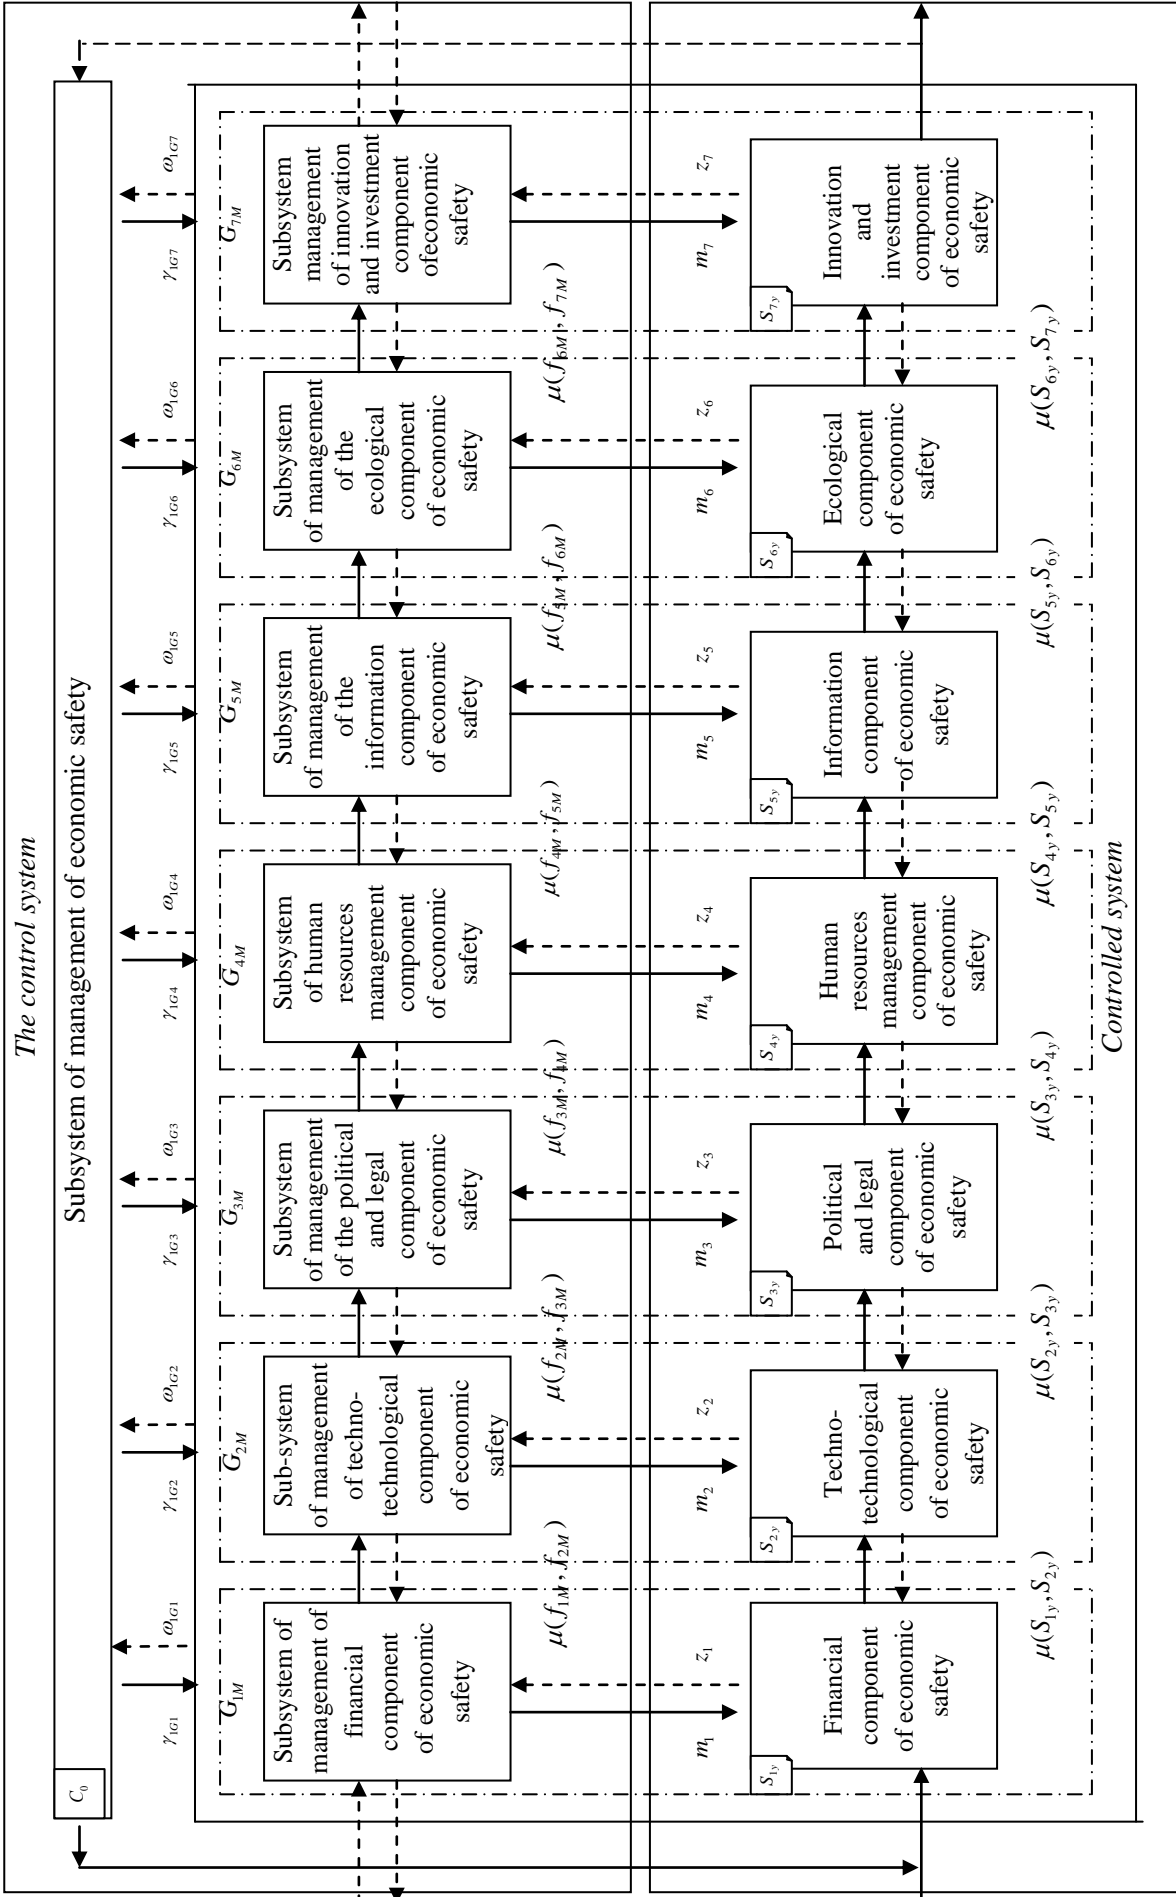 The control system
C₀
Subsystem of management of economic safety
γ₁G₁ ω₁G₁ γ₁G₂ ω₁G₂ γ₁G₃ ω₁G₃ γ₁G₄ ω₁G₄ γ₁G₅ ω₁G₅ γ₁G₆ ω₁G₆ γ₁G₇ ω₁G₇
G1M G2M G3M G4M G5M G6M G7M
Subsystem of
management of
financial
component
of economic
safety
Sub-system
of management
of techno-
technological
component
of economic
safety
Subsystem
of management
of the political
and legal
component
of economic
safety
Subsystem
of human
resources
management
component
of economic
safety
Subsystem
of management
of the
information
component
of economic
safety
Subsystem
of management
of the
ecological
component
of economic
safety
Subsystem
management
of innovation
and investment
component
ofeconomic
safety
μ(f1M, f2M) μ(f2M, f3M) μ(f3M, f4M) μ(f4M, f5M) μ(f5M, f6M) μ(f6M, f7M)
m₁ z₁ m₂ z₂ m₃ z₃ m₄ z₄ m₅ z₅ m₆ z₆ m₇ z₇
S1y S2y S3y S4y S5y S6y S7y
Financial
component
of economic
safety
Techno-
technological
component
of economic
safety
Political
and legal
component
of economic
safety
Human
resources
management
component
of economic
safety
Information
component
of economic
safety
Ecological
component
of economic
safety
Innovation
and
investment
component
of economic
safety
μ(S1y, S2y) μ(S2y, S3y) μ(S3y, S4y) μ(S4y, S5y) μ(S5y, S6y) μ(S6y, S7y)
Controlled system